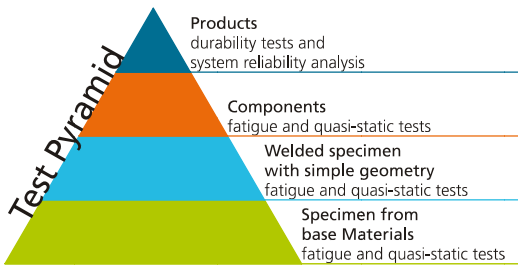 Test Pyramid
Products
durability tests and
system reliability analysis
Components
fatigue and quasi-static tests
Welded specimen
with simple geometry
fatigue and quasi-static tests
Specimen from
base Materials
fatigue and quasi-static tests